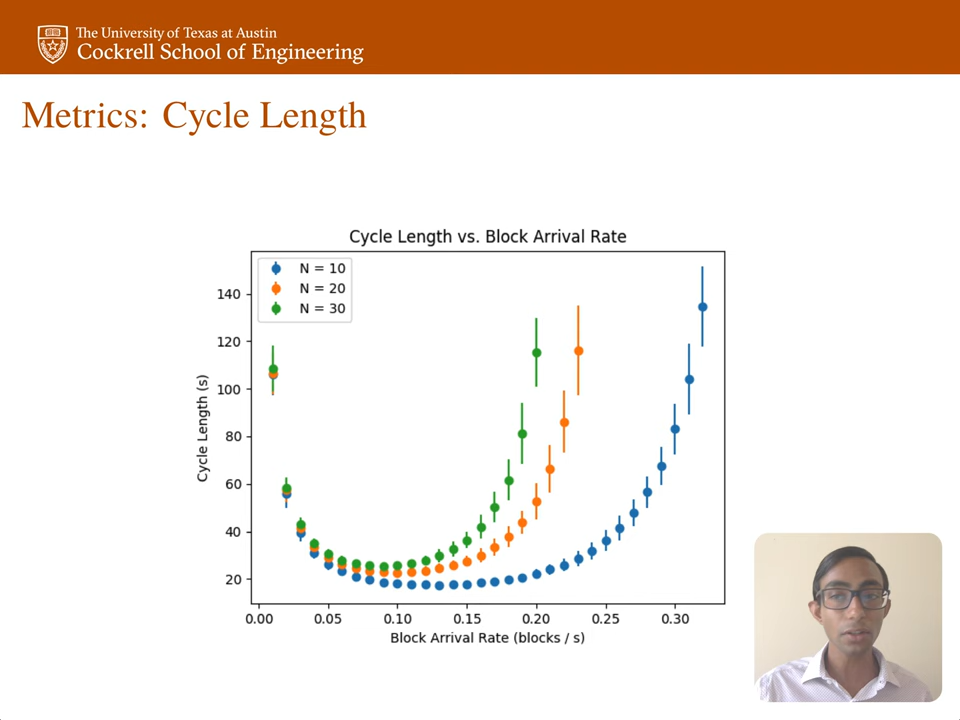 The University of Texas at Austin
Cockrell School of Engineering
Metrics: Cycle Length
Cycle Length vs. Block Arrival Rate
N = 10
N = 20
N = 30
140
120
100
80
60
40
20
Cycle Length (s)
0.00 0.05 0.10 0.15 0.20 0.25 0.30
Block Arrival Rate (blocks / s)